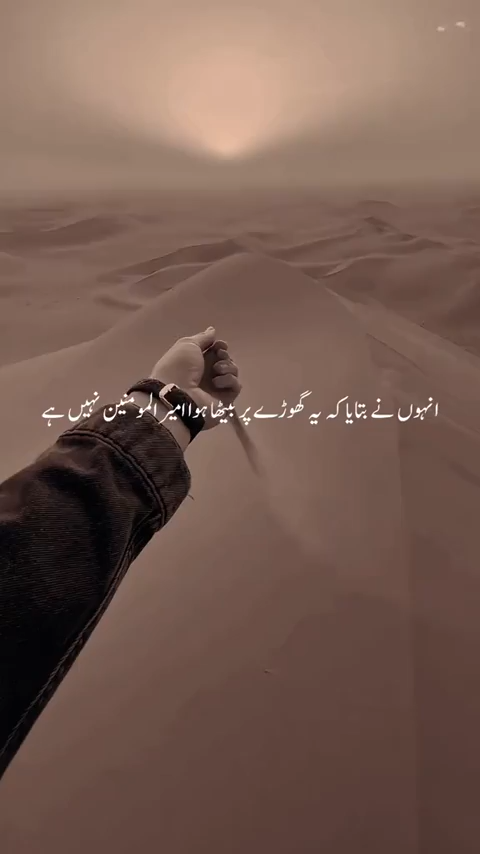 انہوں نے بتایا کہ یہ گھوڑے پر بیٹھا ہوا امیر المومنین نہیں ہے